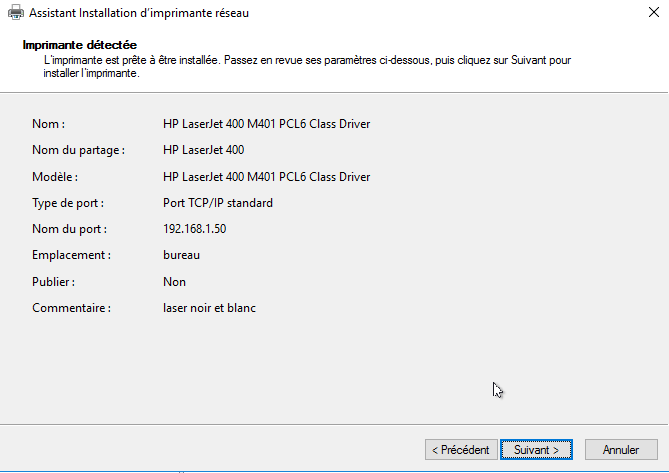 Assistant Installation d'imprimante réseau
Imprimante détectée
L'imprimante est prête à être installée. Passez en revue ses paramètres ci-dessous, puis cliquez sur Suivant pour
installer l'imprimante.
Nom : HP LaserJet 400 M401 PCL6 Class Driver
Nom du partage : HP LaserJet 400
Modèle : HP LaserJet 400 M401 PCL6 Class Driver
Type de port : Port TCP/IP standard
Nom du port : 192.168.1.50
Emplacement : bureau
Publier : Non
Commentaire : laser noir et blanc
< Précédent Suivant > Annuler